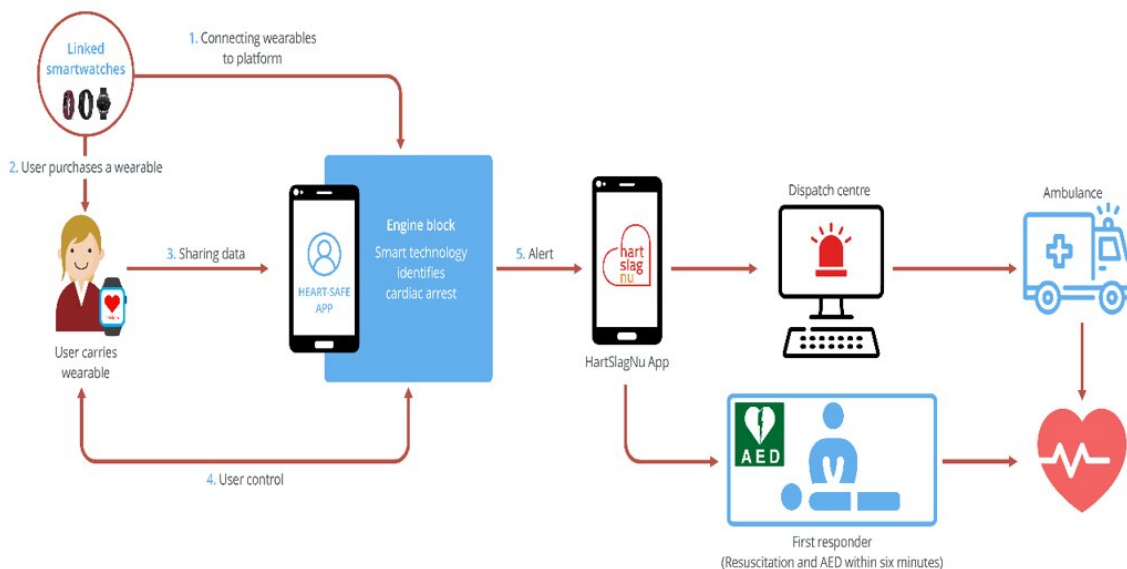 Linked
smartwatches
1. Connecting wearables
to platform
2. User purchases a wearable
User carries
wearable
3. Sharing data
HEART-SAFE
APP
Engine block
Smart technology
identifies
cardiac arrest
4. User control
5. Alert
hart
slag
nu
HartSlagNu App
Dispatch centre
Ambulance
AED
First responder
(Resuscitation and AED within six minutes)